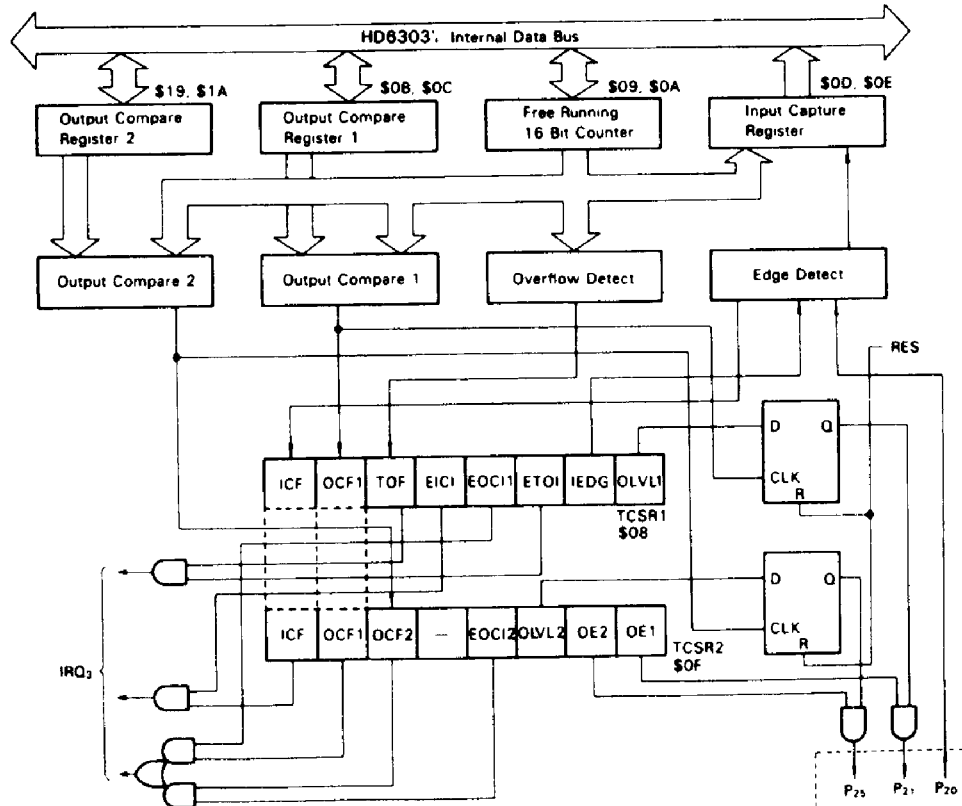 HD6303', Internal Data Bus
$19, $1A
$0B, $0C
$09, $0A
$0D, $0E
Output Compare
Register 2
Output Compare
Register 1
Free Running
16 Bit Counter
Input Capture
Register
Output Compare 2
Output Compare 1
Overflow Detect
Edge Detect
RES
D Q
CLK
R
ICF OCF1 TOF EICI EOCI1 ETOI IEDG OLVL1
TCSR1
$08
D Q
CLK
R
ICF OCF1 OCF2 — EOCI2 OLVL2 OE2 OE1
TCSR2
$0F
IRQ₃
P₂₅ P₂₁ P₂₀